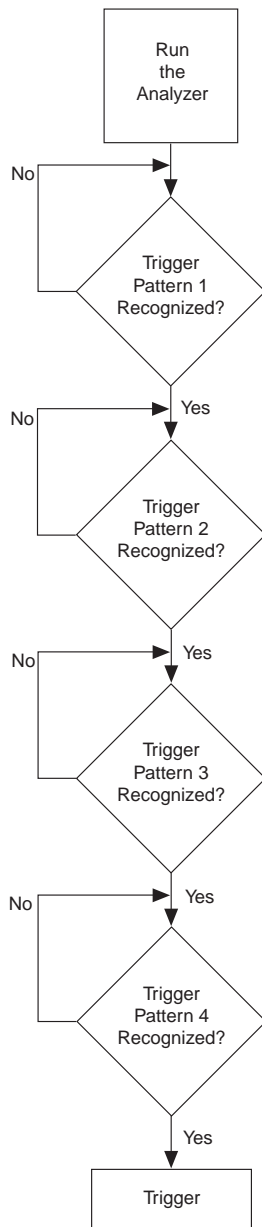 Run
the
Analyzer
No
Trigger
Pattern 1
Recognized?
Yes
No
Trigger
Pattern 2
Recognized?
Yes
No
Trigger
Pattern 3
Recognized?
Yes
No
Trigger
Pattern 4
Recognized?
Yes
Trigger